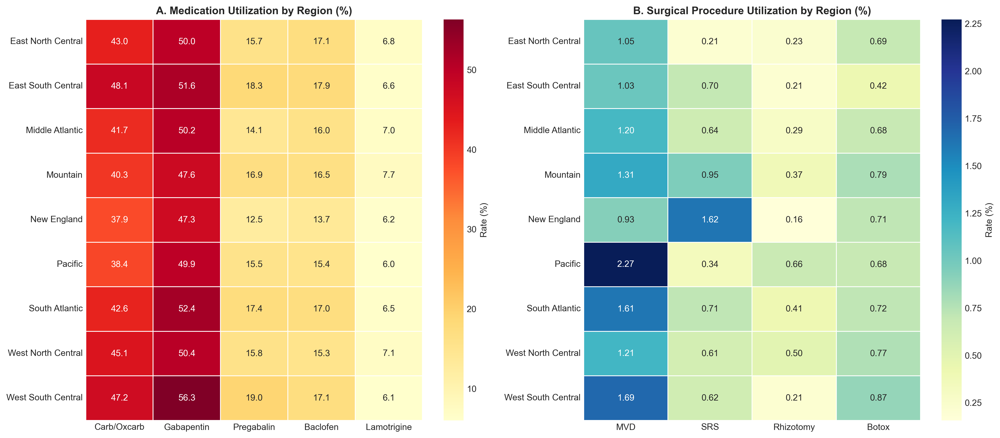 A. Medication Utilization by Region (%)
East North Central 43.0 50.0 15.7 17.1 6.8
East South Central 48.1 51.6 18.3 17.9 6.6
Middle Atlantic 41.7 50.2 14.1 16.0 7.0
Mountain 40.3 47.6 16.9 16.5 7.7
New England 37.9 47.3 12.5 13.7 6.2
Pacific 38.4 49.9 15.5 15.4 6.0
South Atlantic 42.6 52.4 17.4 17.0 6.5
West North Central 45.1 50.4 15.8 15.3 7.1
West South Central 47.2 56.3 19.0 17.1 6.1
Carb/Oxcarb Gabapentin Pregabalin Baclofen Lamotrigine
50
40
30
20
10
Rate (%)
B. Surgical Procedure Utilization by Region (%)
East North Central 1.05 0.21 0.23 0.69
East South Central 1.03 0.70 0.21 0.42
Middle Atlantic 1.20 0.64 0.29 0.68
Mountain 1.31 0.95 0.37 0.79
New England 0.93 1.62 0.16 0.71
Pacific 2.27 0.34 0.66 0.68
South Atlantic 1.61 0.71 0.41 0.72
West North Central 1.21 0.61 0.50 0.77
West South Central 1.69 0.62 0.21 0.87
MVD SRS Rhizotomy Botox
2.25
2.00
1.75
1.50
1.25
1.00
0.75
0.50
0.25
Rate (%)